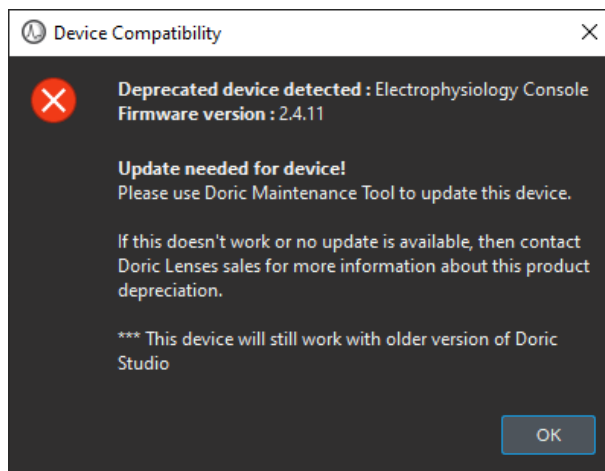 Device Compatibility
Deprecated device detected : Electrophysiology Console
Firmware version : 2.4.11
Update needed for device!
Please use Doric Maintenance Tool to update this device.
If this doesn't work or no update is available, then contact
Doric Lenses sales for more information about this product
depreciation.
*** This device will still work with older version of Doric
Studio
OK